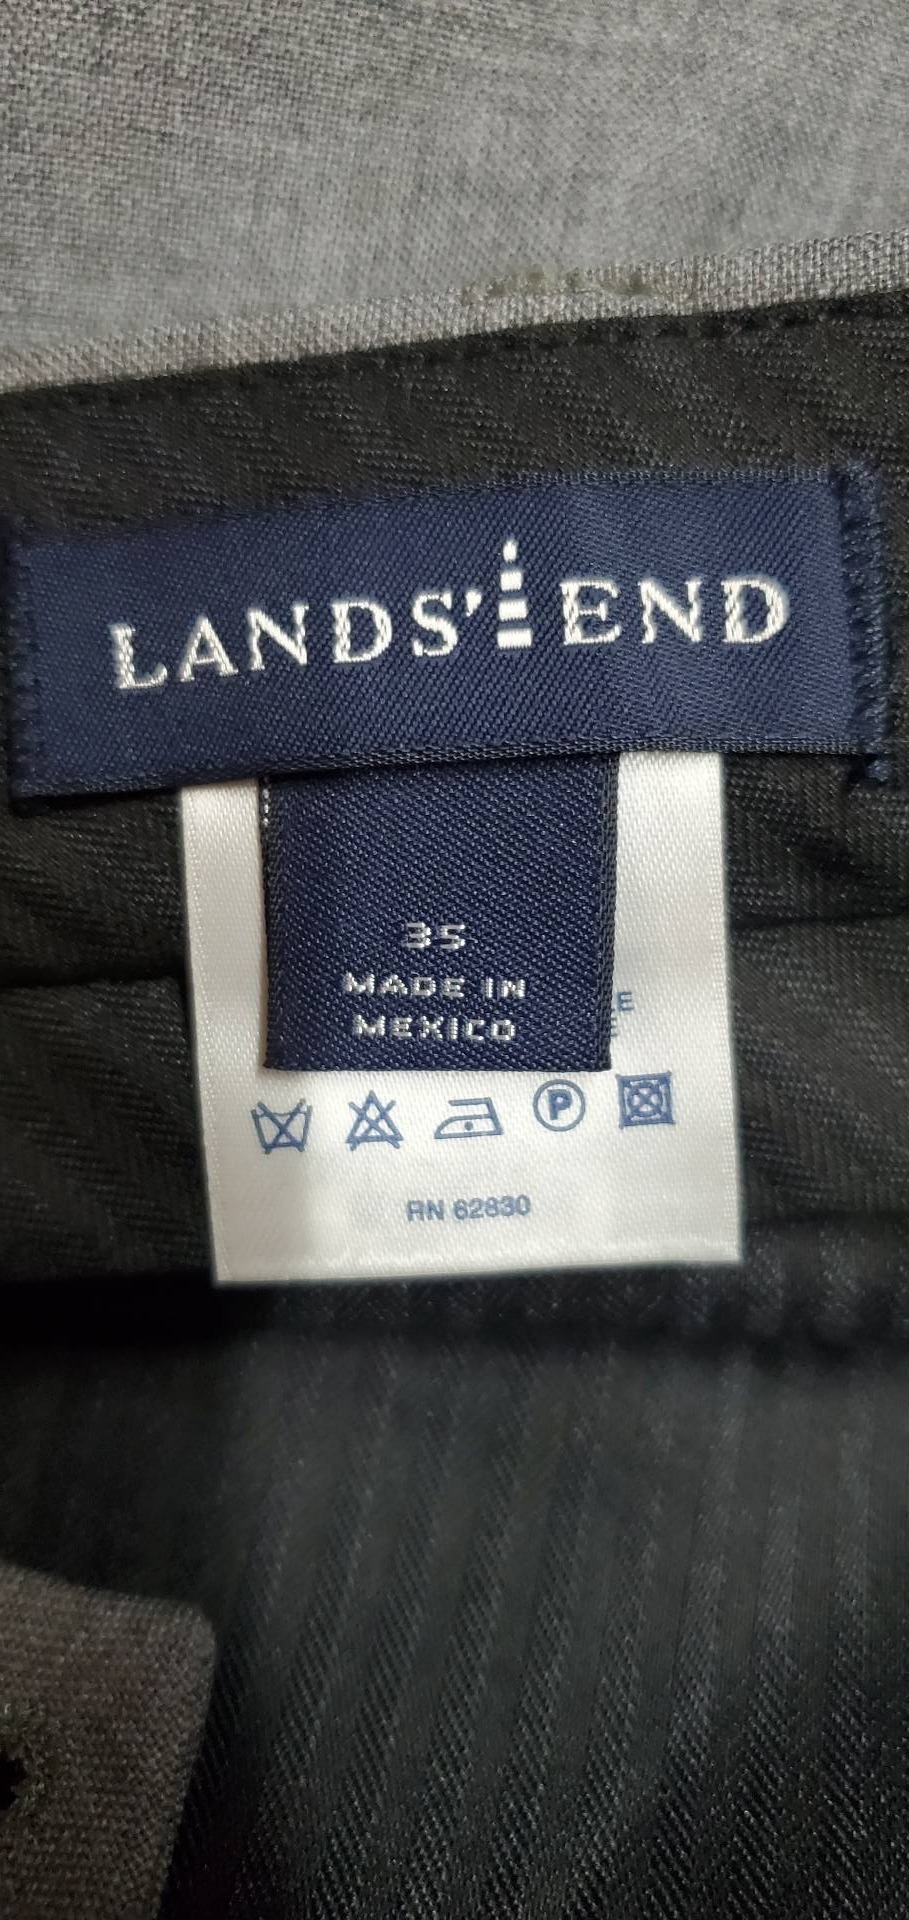 LANDS' END
35
MADE IN
MEXICO
E
P
RN 62830